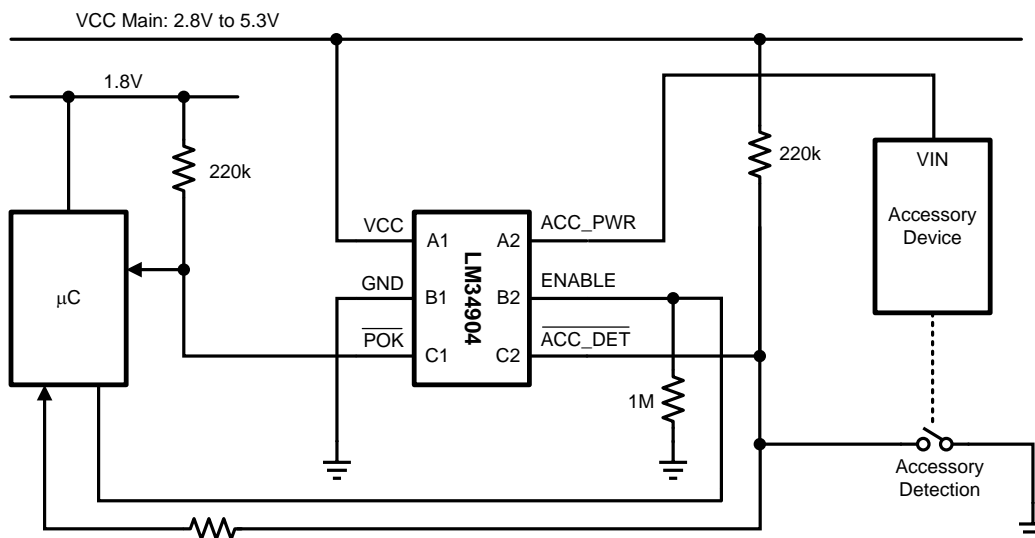 VCC Main: 2.8V to 5.3V
1.8V
220k
220k
VIN
Accessory
Device
VCC
A1
A2
ACC_PWR
GND
B1
B2
ENABLE
POK
C1
C2
ACC_DET
LM34904
μC
1M
Accessory
Detection